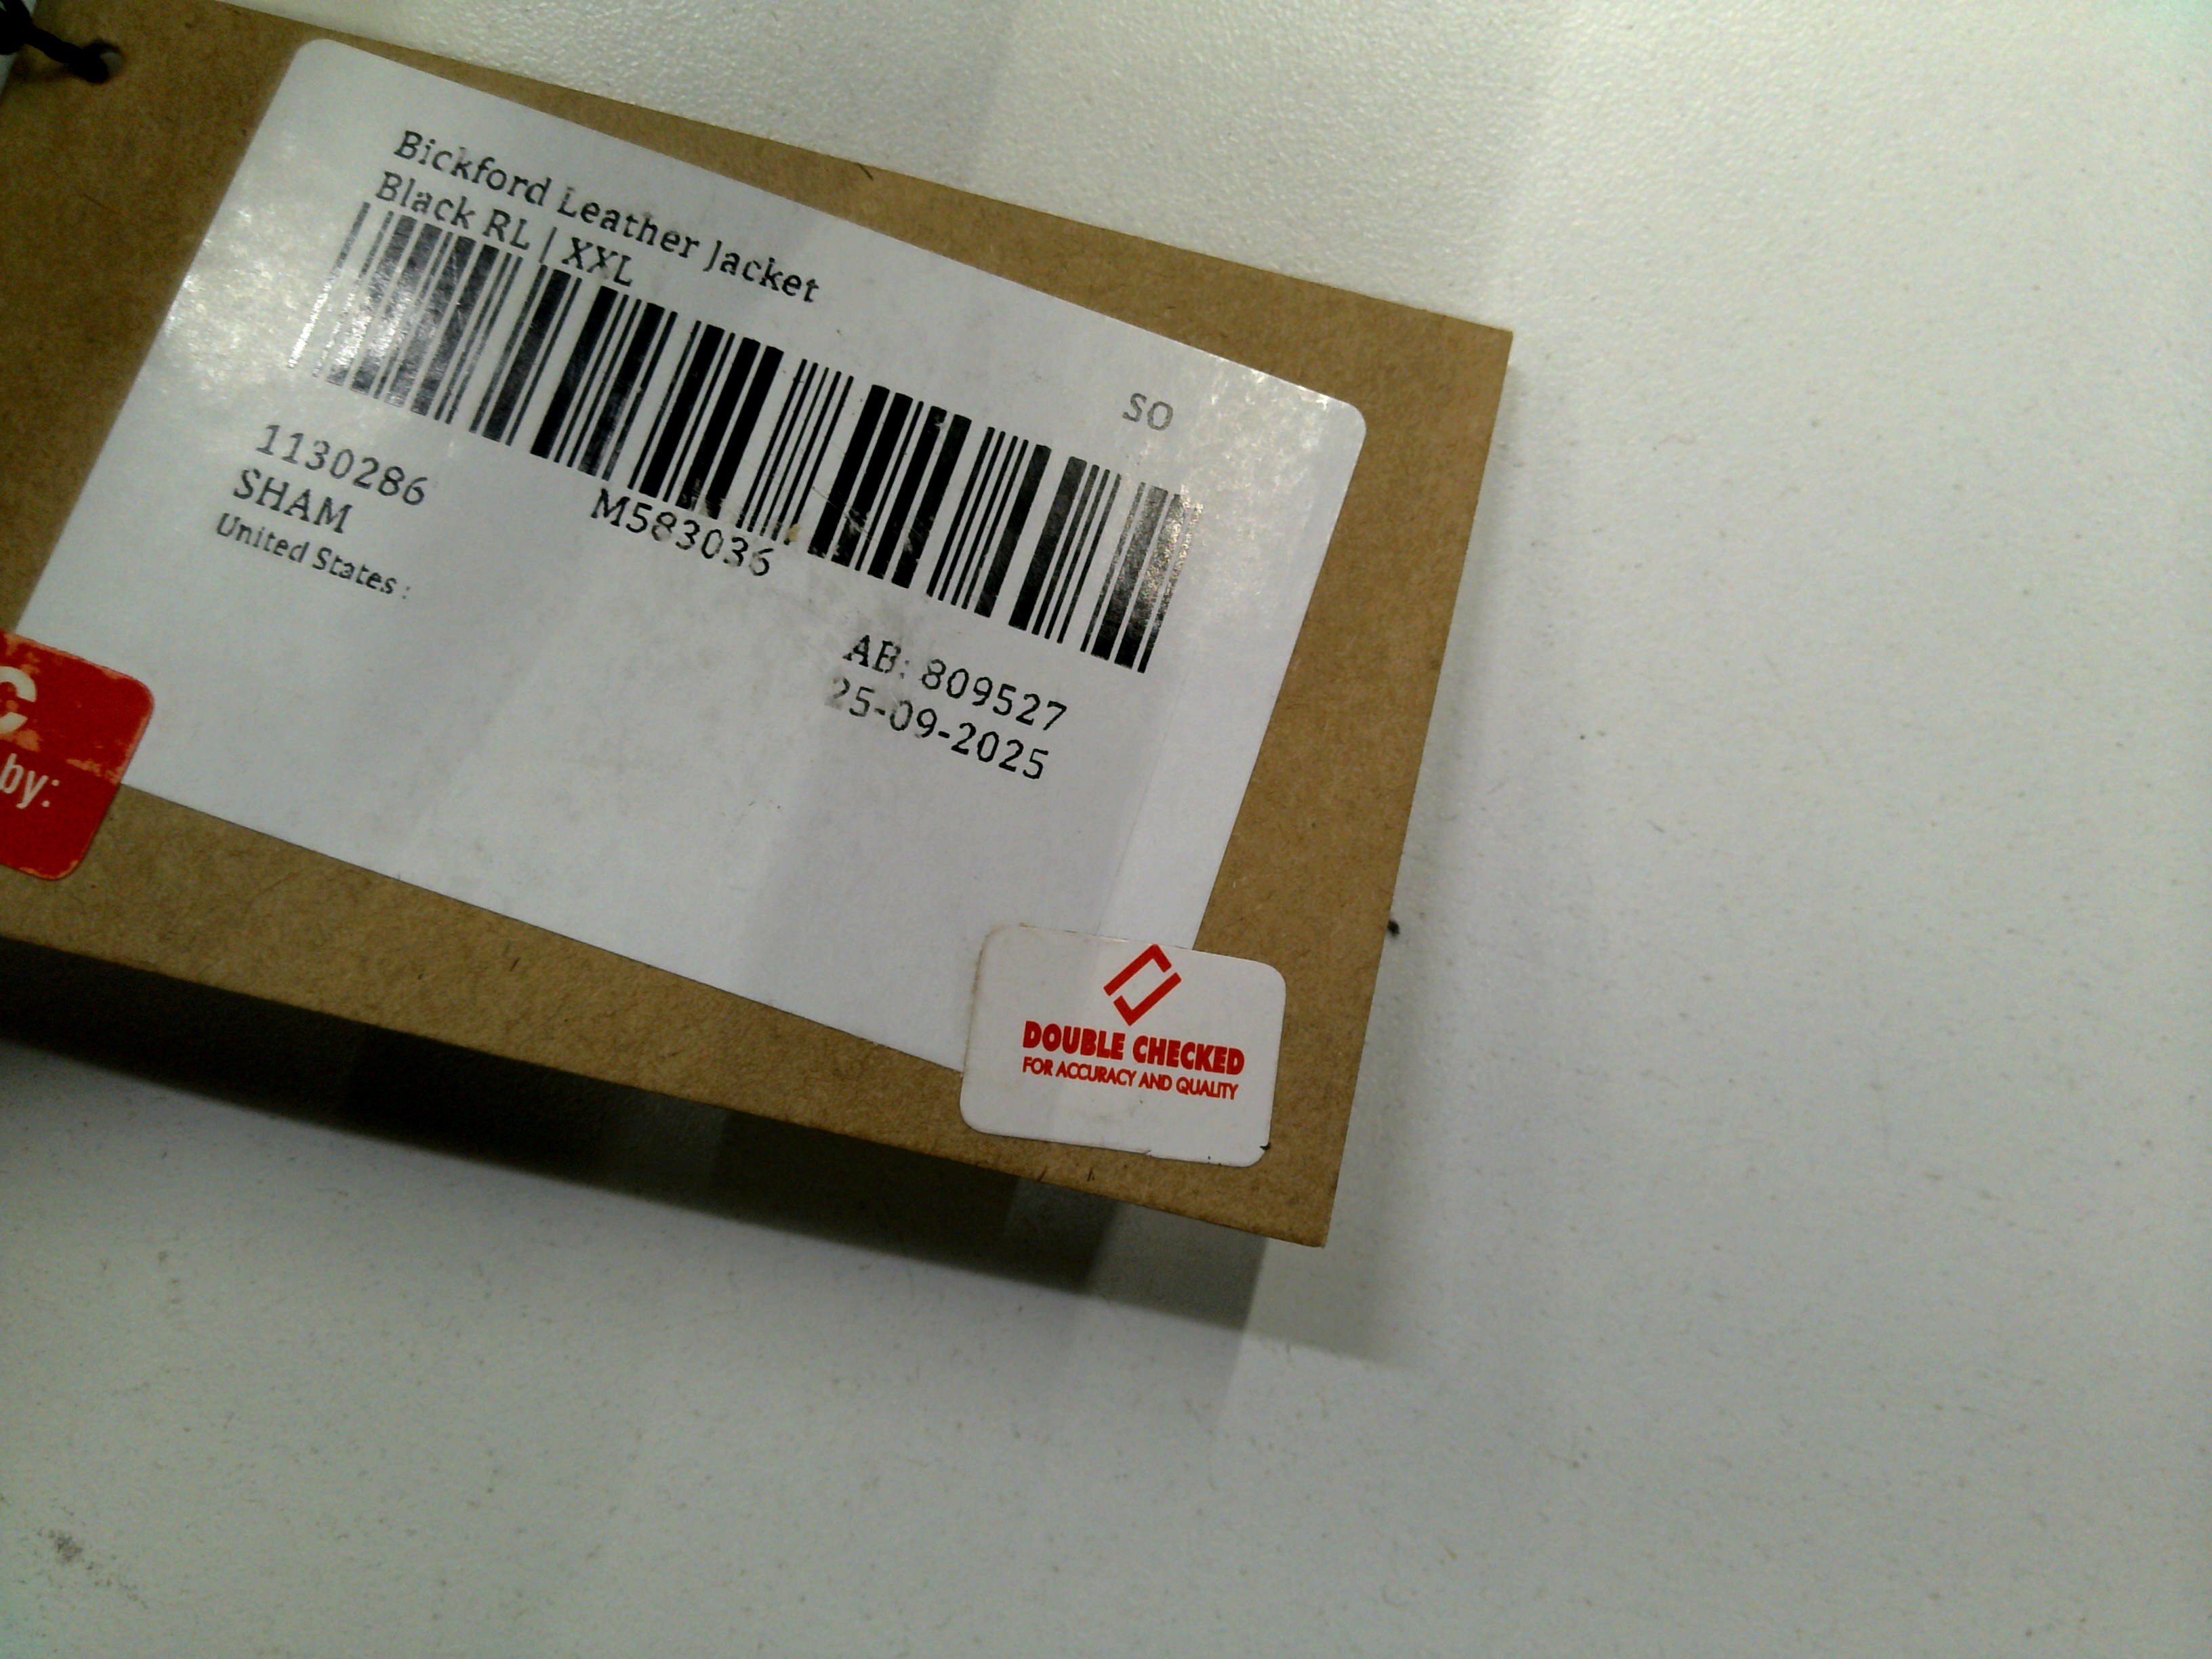 Bickford Leather Jacket
Black RL | XXL
SO
M583036
1130286
SHAM
United States :
AB: 809527
25-09-2025
C
by:
DOUBLE CHECKED
FOR ACCURACY AND QUALITY